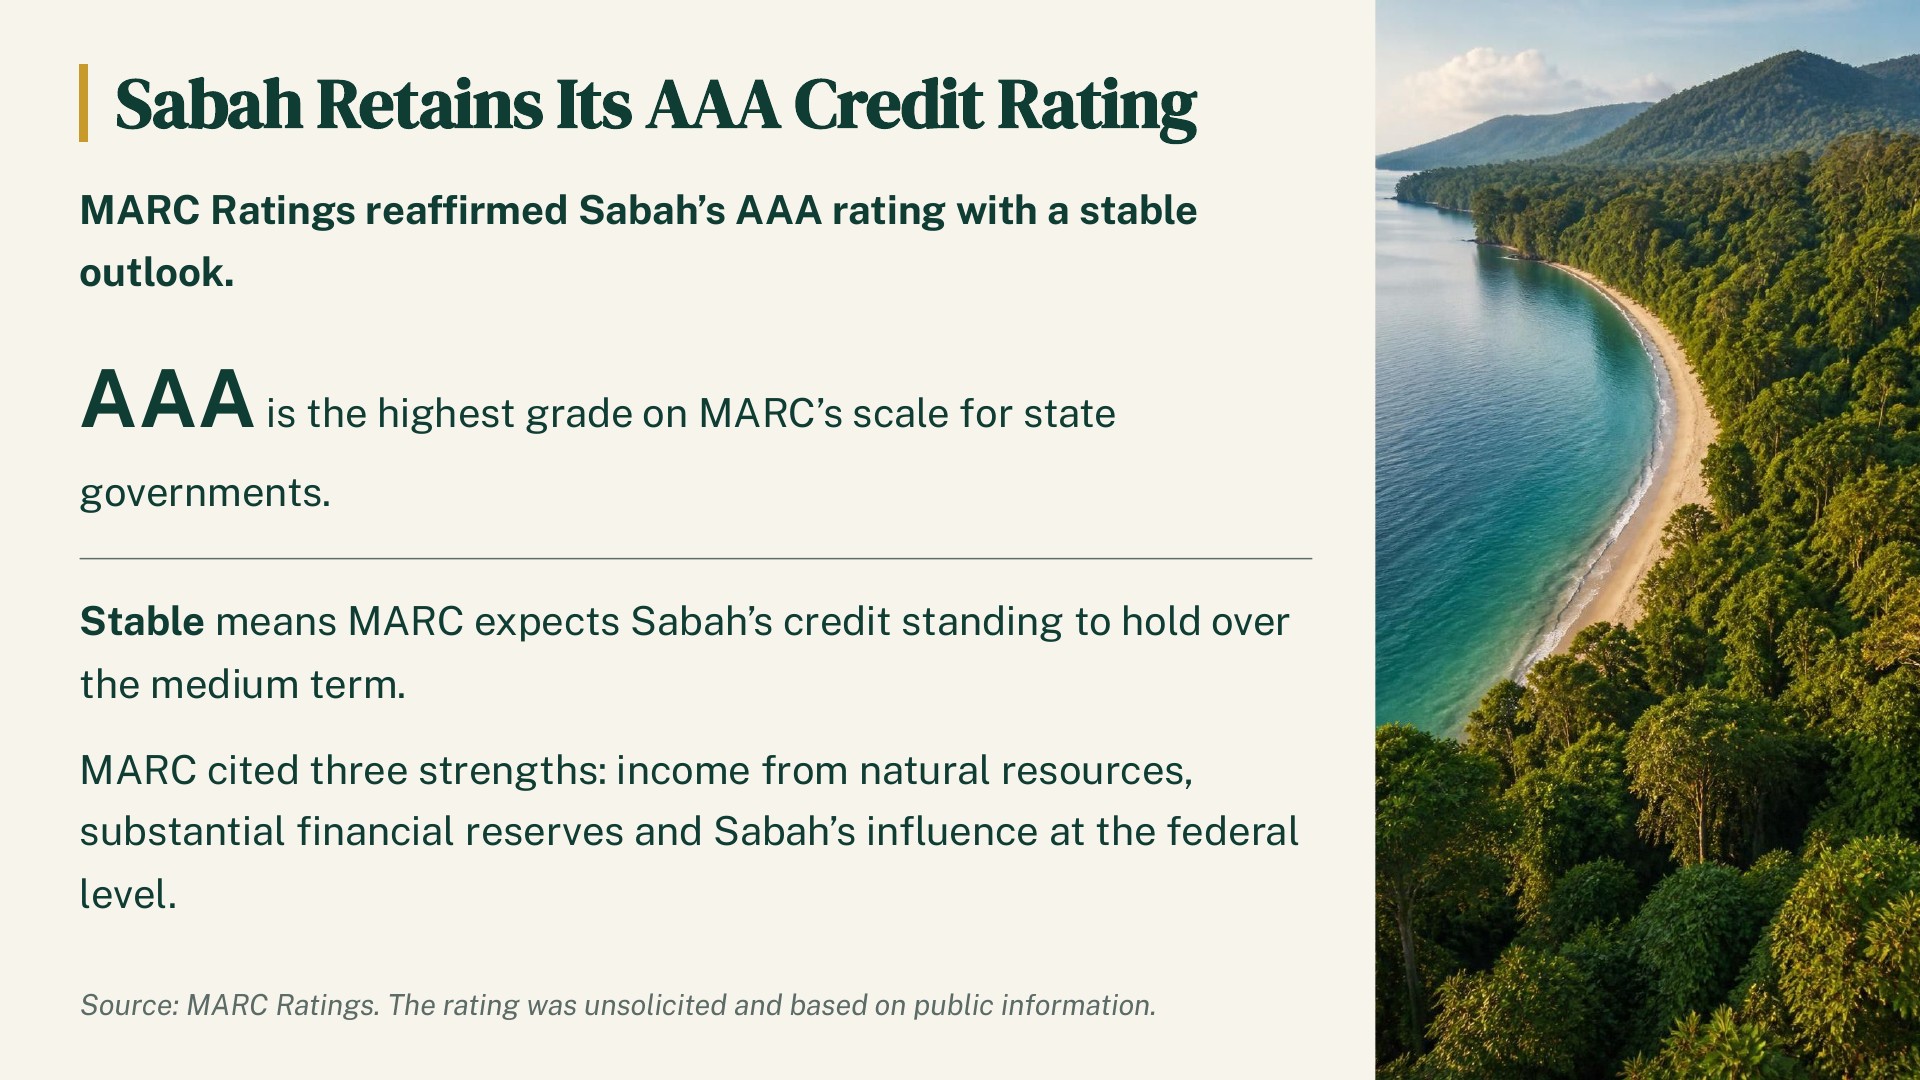 Sabah Retains Its AAA Credit Rating
MARC Ratings reaffirmed Sabah’s AAA rating with a stable
outlook.
AAA is the highest grade on MARC’s scale for state
governments.
Stable means MARC expects Sabah’s credit standing to hold over
the medium term.
MARC cited three strengths: income from natural resources,
substantial financial reserves and Sabah’s influence at the federal
level.
Source: MARC Ratings. The rating was unsolicited and based on public information.